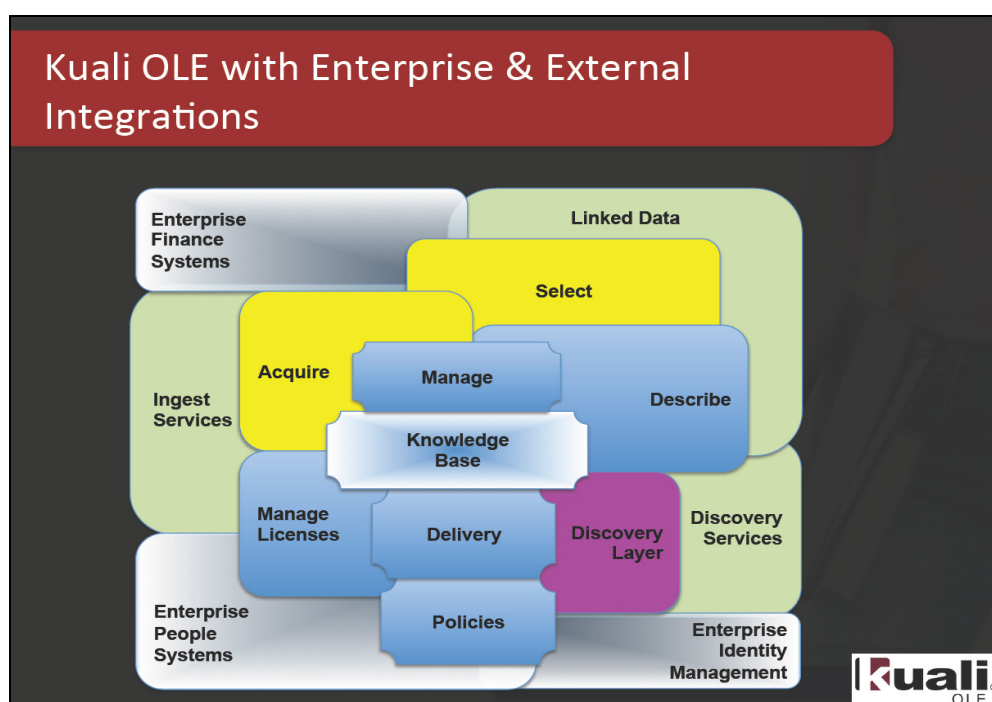 Kuali OLE with Enterprise & External
Integrations
Enterprise
Finance
Systems
Linked Data
Select
Acquire
Manage
Ingest
Services
Describe
Knowledge
Base
Manage
Licenses
Delivery
Discovery
Layer
Discovery
Services
Enterprise
People
Systems
Policies
Enterprise
Identity
Management
Kuali
OLE